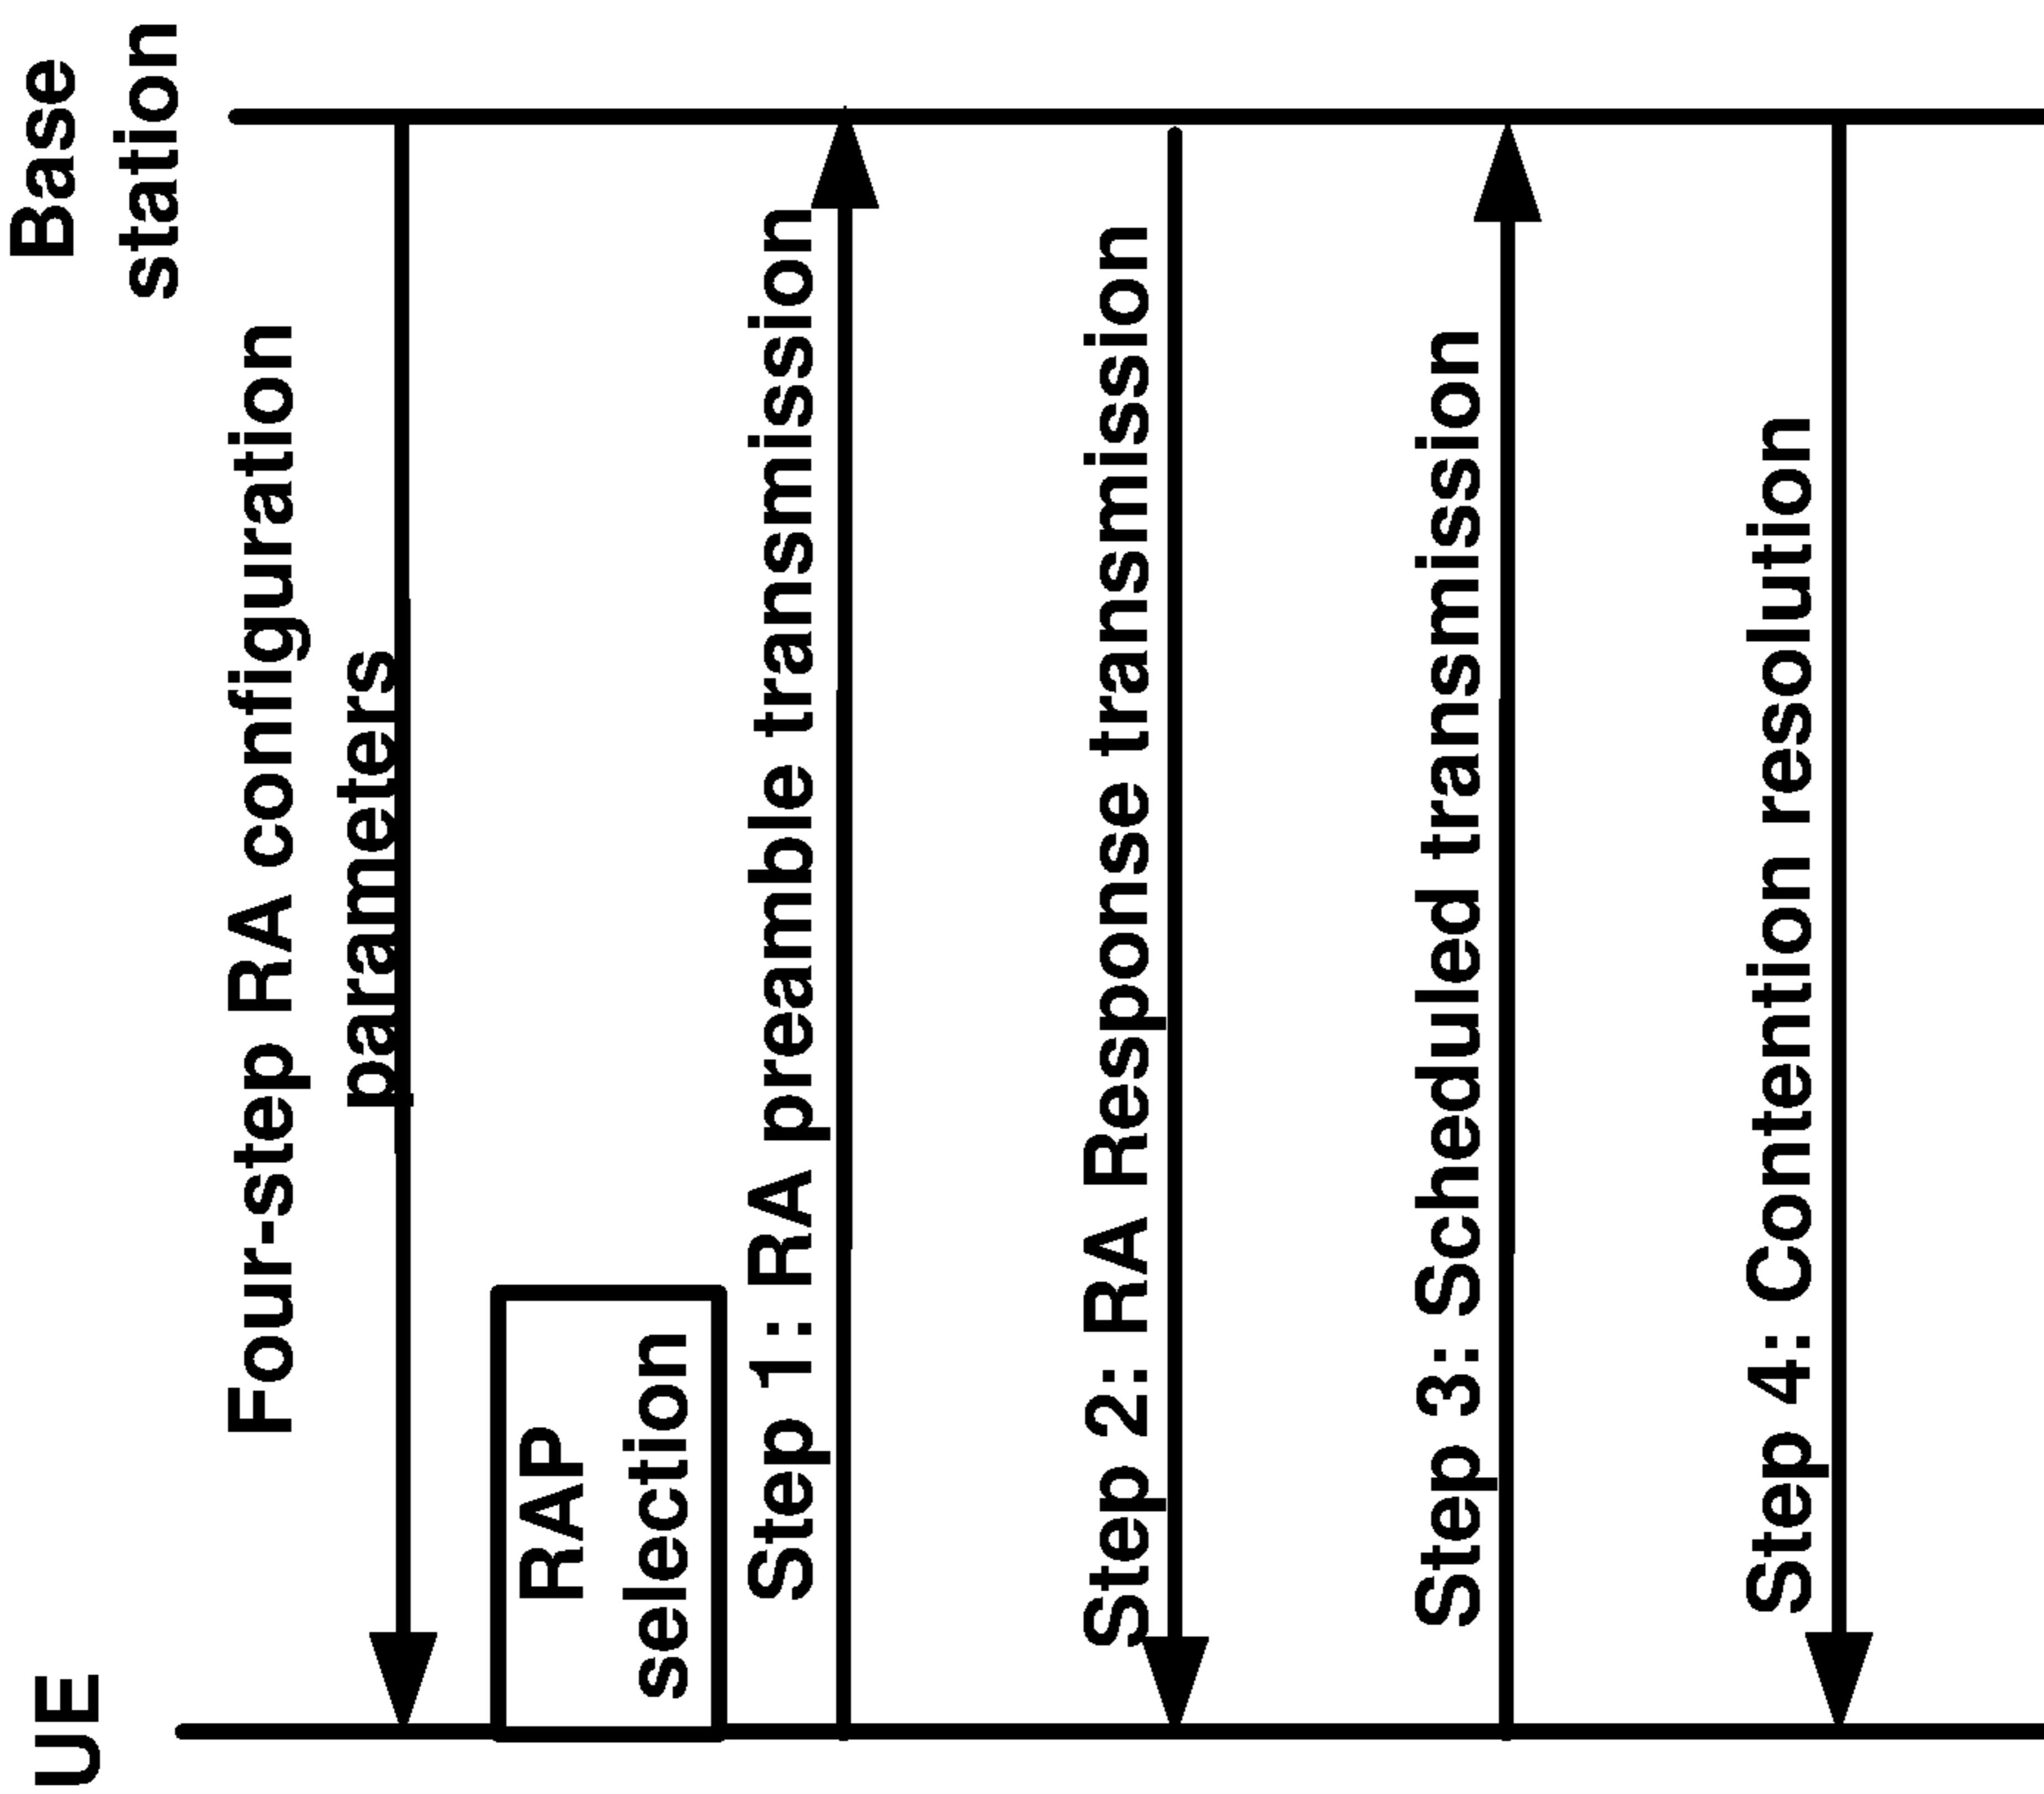 UE
Base
station
Four-step RA configuration
parameters
RAP
selection
Step 1: RA preamble transmission
Step 2: RA Response transmission
Step 3: Scheduled transmission
Step 4: Contention resolution